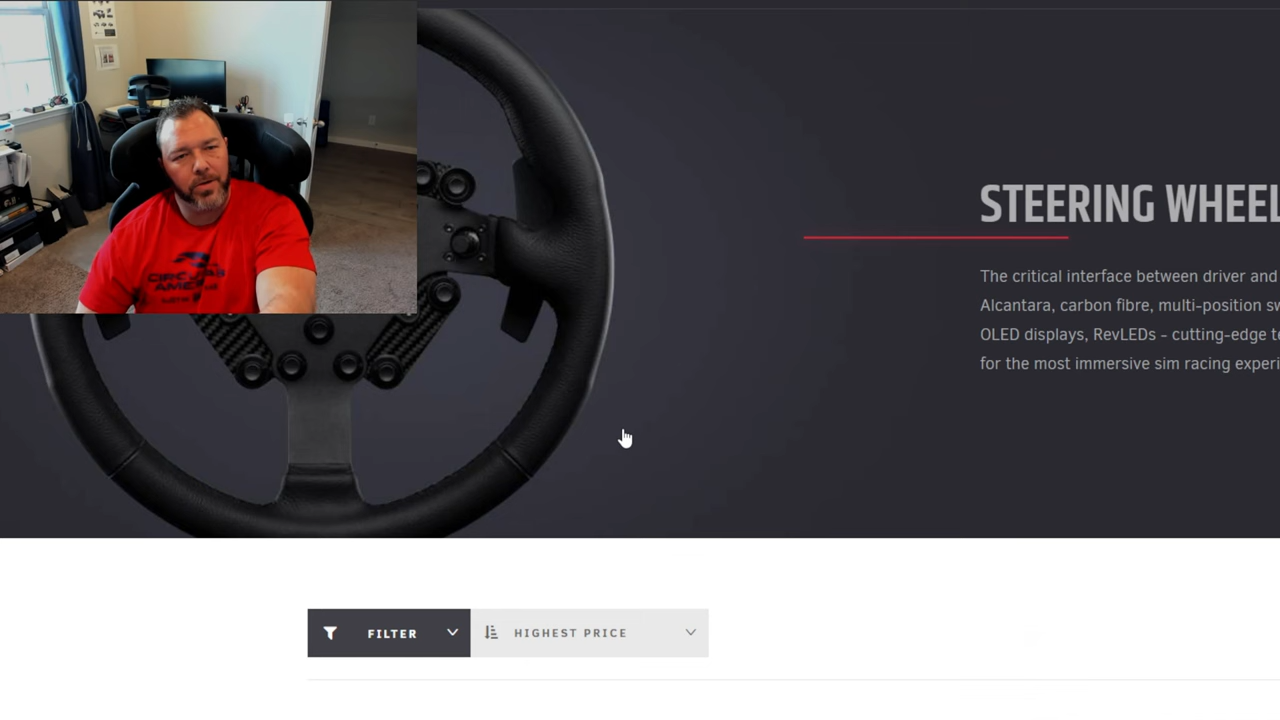 STEERING WHEEL
The critical interface between driver and
Alcantara, carbon fibre, multi-position sw
OLED displays, RevLEDs - cutting-edge te
for the most immersive sim racing experi
FILTER
HIGHEST PRICE